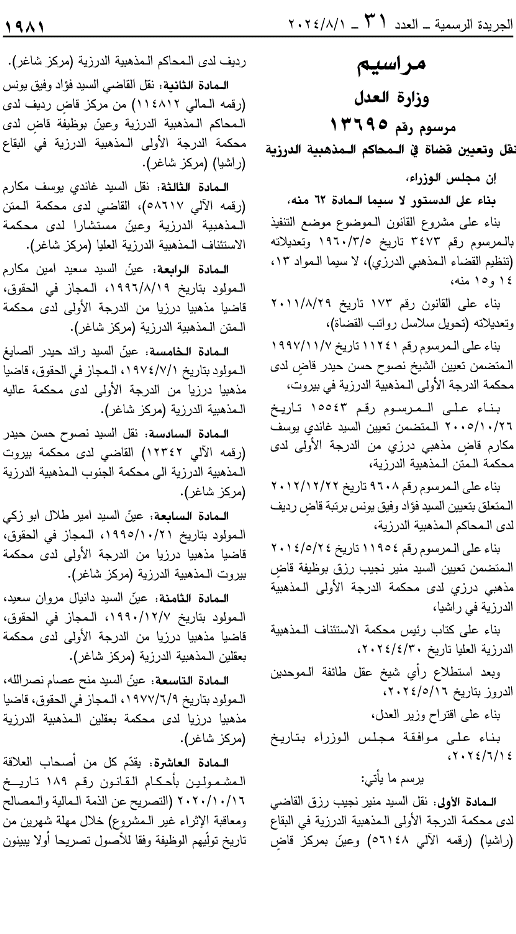 الجريدة الرسمية ــ العدد ٣١ ــ ٢٠٢٤/٨/١
١٩٨١
مراسيم
وزارة العدل
مرسوم رقم ١٣٦٩٥
نقل وتعيين قضاة في المحاكم المذهبية الدرزية
إن مجلس الوزراء،
بناء على الدستور لا سيما المادة ٦٢ منه،
بناء على مشروع القانون الموضوع موضع التنفيذ
بالمرسوم رقم ٣٤٧٣ تاريخ ١٩٦٠/٣/٥ وتعديلاته
(تنظيم القضاء المذهبي الدرزي)، لا سيما المواد ١٣،
١٤ و١٥ منه،
بناء على القانون رقم ١٧٣ تاريخ ٢٠١١/٨/٢٩
وتعديلاته (تحويل سلاسل رواتب القضاة)،
بناء على المرسوم رقم ١١٢٤١ تاريخ ١٩٩٧/١١/٧
المتضمن تعيين الشيخ نصوح حسن حيدر قاضٍ لدى
محكمة الدرجة الأولى المذهبية الدرزية في بيروت،
بناء على المرسوم رقم ١٥٥٤٣ تاريخ
٢٠٠٥/١٠/٢٦ المتضمن تعيين السيد غاندي يوسف
مكارم قاضٍ مذهبي درزي من الدرجة الأولى لدى
محكمة المتن المذهبية الدرزية،
بناء على المرسوم رقم ٩٦٠٨ تاريخ ٢٠١٢/١٢/٢٢
المتعلق بتعيين السيد فؤاد وفيق يونس برتبة قاضٍ رديف
لدى المحاكم المذهبية الدرزية،
بناء على المرسوم رقم ١١٩٥٤ تاريخ ٢٠١٤/٥/٢٤
المتضمن تعيين السيد منير نجيب رزق بوظيفة قاضٍ
مذهبي درزي لدى محكمة الدرجة الأولى المذهبية
الدرزية في راشيا،
بناء على كتاب رئيس محكمة الاستئناف المذهبية
الدرزية العليا تاريخ ٢٠٢٤/٤/٣٠،
وبعد استطلاع رأي شيخ عقل طائفة الموحدين
الدروز بتاريخ ٢٠٢٤/٥/١٦،
بناء على اقتراح وزير العدل،
بناء على موافقة مجلس الوزراء بتاريخ
٢٠٢٤/٦/١٤،
يرسم ما يأتي:
المادة الأولى: نقل السيد منير نجيب رزق القاضي
لدى محكمة الدرجة الأولى المذهبية الدرزية في البقاع
(راشيا) (رقمه الآلي ٥٦١٤٨) وعينّ بمركز قاضٍ
رديف لدى المحاكم المذهبية الدرزية (مركز شاغر).
المادة الثانية: نقل القاضي السيد فؤاد وفيق يونس
(رقمه المالي ١١٤٨١٢) من مركز قاضٍ رديف لدى
المحاكم المذهبية الدرزية وعينّ بوظيفة قاضٍ لدى
محكمة الدرجة الأولى المذهبية الدرزية في البقاع
(راشيا) (مركز شاغر).
المادة الثالثة: نقل السيد غاندي يوسف مكارم
(رقمه الآلي ٥٨٦١٧)، القاضي لدى محكمة المتن
المذهبية الدرزية وعينّ مستشارا لدى محكمة
الاستئناف المذهبية الدرزية العليا (مركز شاغر).
المادة الرابعة: عينّ السيد سعيد امين مكارم
المولود بتاريخ ١٩٩٦/٨/١٩، المجاز في الحقوق،
قاضيا مذهبيا درزيا من الدرجة الأولى لدى محكمة
المتن المذهبية الدرزية (مركز شاغر).
المادة الخامسة: عينّ السيد رائد حيدر الصايغ
المولود بتاريخ ١٩٧٤/٧/١، المجاز في الحقوق، قاضيا
مذهبيا درزيا من الدرجة الأولى لدى محكمة عاليه
المذهبية الدرزية (مركز شاغر).
المادة السادسة: نقل السيد نصوح حسن حيدر
(رقمه الآلي ١٢٣٤٢) القاضي لدى محكمة بيروت
المذهبية الدرزية الى محكمة الجنوب المذهبية الدرزية
(مركز شاغر).
المادة السابعة: عينّ السيد امير طلال ابو زكي
المولود بتاريخ ١٩٩٥/١٠/٢١، المجاز في الحقوق،
قاضيا مذهبيا درزيا من الدرجة الأولى لدى محكمة
بيروت المذهبية الدرزية (مركز شاغر).
المادة الثامنة: عينّ السيد دانيال مروان سعيد،
المولود بتاريخ ١٩٩٠/١٢/٧، المجاز في الحقوق،
قاضيا مذهبيا درزيا من الدرجة الأولى لدى محكمة
بعقلين المذهبية الدرزية (مركز شاغر).
المادة التاسعة: عينّ السيد منح عصام نصرالله،
المولود بتاريخ ١٩٧٧/٦/٩، المجاز في الحقوق، قاضيا
مذهبيا درزيا لدى محكمة بعقلين المذهبية الدرزية
(مركز شاغر).
المادة العاشرة: يقدّم كل من أصحاب العلاقة
المشمولين بأحكام القانون رقم ١٨٩ تاريخ
٢٠٢٠/١٠/١٦ (التصريح عن الذمة المالية والمصالح
ومعاقبة الإثراء غير المشروع) خلال مهلة شهرين من
تاريخ توليهم الوظيفة وفقا للأصول تصريحا أولا يبينون